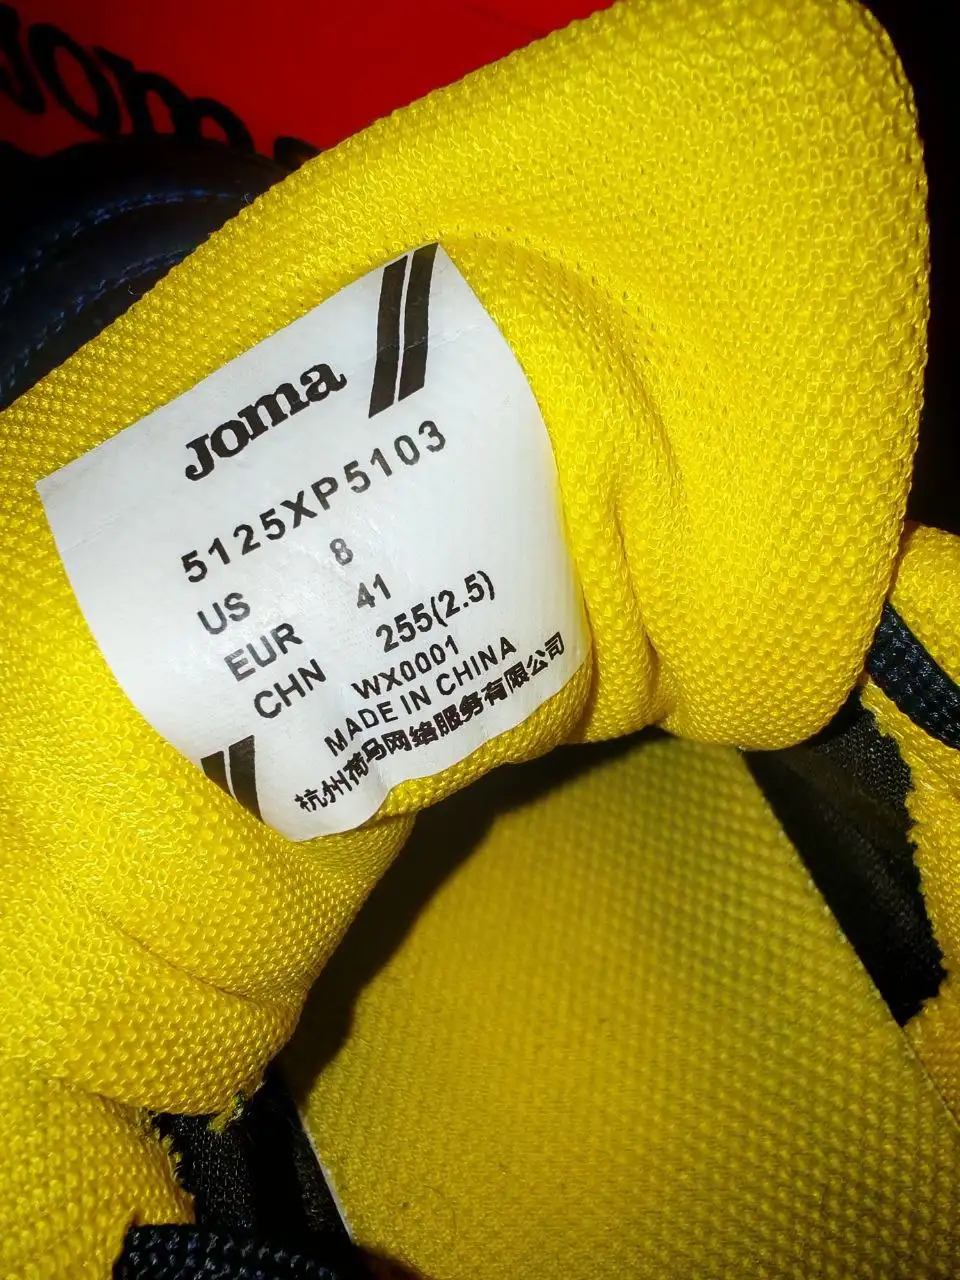 Joma
Joma
5125XP5103
US 8
EUR 41
CHN 255(2.5)
WX0001
MADE IN CHINA
杭州荷马网络服务有限公司